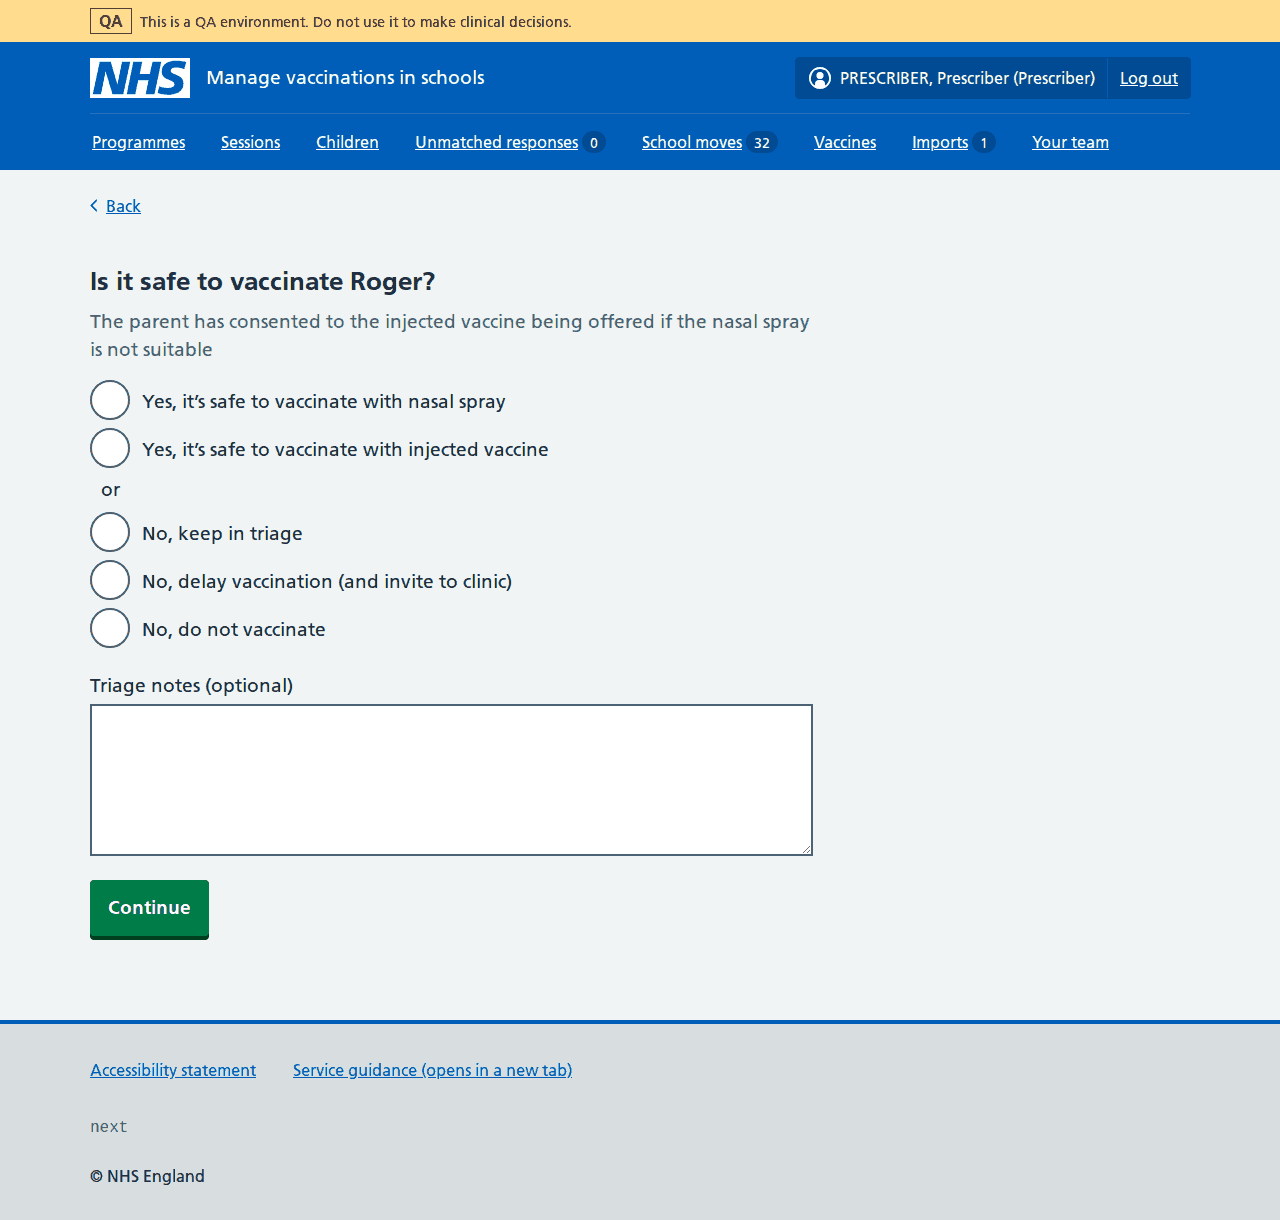 QA This is a QA environment. Do not use it to make clinical decisions.
NHS Manage vaccinations in schools PRESCRIBER, Prescriber (Prescriber) Log out
Programmes Sessions Children Unmatched responses 0 School moves 32 Vaccines Imports 1 Your team
Back
Is it safe to vaccinate Roger?
The parent has consented to the injected vaccine being offered if the nasal spray
is not suitable
Yes, it’s safe to vaccinate with nasal spray
Yes, it’s safe to vaccinate with injected vaccine
or
No, keep in triage
No, delay vaccination (and invite to clinic)
No, do not vaccinate
Triage notes (optional)
Continue
Accessibility statement Service guidance (opens in a new tab)
next
© NHS England